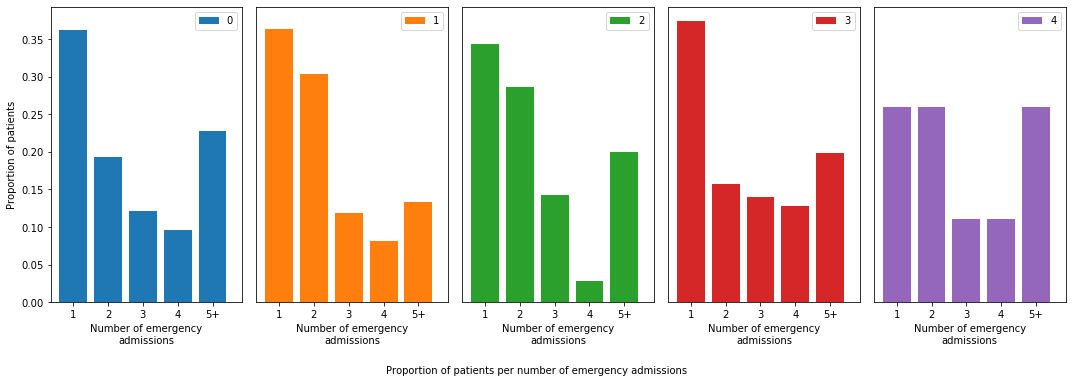 Proportion of patients
0.35
0.30
0.25
0.20
0.15
0.10
0.05
0.00
0
1 2 3 4 5+
Number of emergency
admissions
1
1 2 3 4 5+
Number of emergency
admissions
2
1 2 3 4 5+
Number of emergency
admissions
3
1 2 3 4 5+
Number of emergency
admissions
4
1 2 3 4 5+
Number of emergency
admissions
Proportion of patients per number of emergency admissions